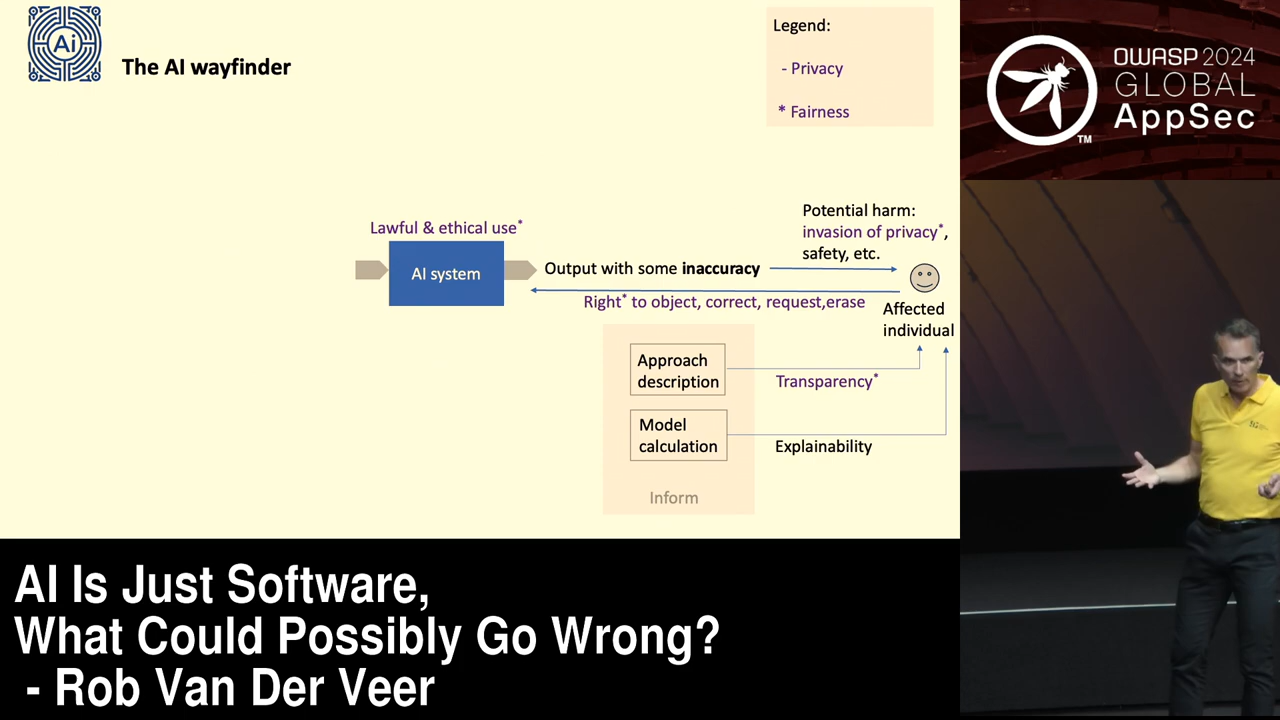 Ai
The AI wayfinder
Legend:
- Privacy
* Fairness
OWASP 2024
GLOBAL
AppSec
TM
Lawful & ethical use*
AI system
Output with some inaccuracy
Potential harm:
invasion of privacy*,
safety, etc.
Right* to object, correct, request,erase
Affected
individual
Approach
description
Transparency*
Model
calculation
Explainability
Inform
AI Is Just Software,
What Could Possibly Go Wrong?
- Rob Van Der Veer